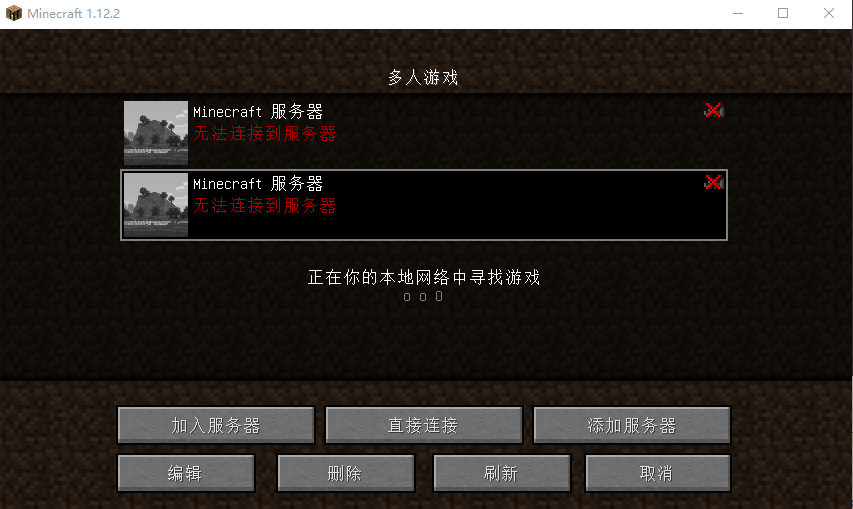 Minecraft 1.12.2
多人游戏
Minecraft 服务器
无法连接到服务器
Minecraft 服务器
无法连接到服务器
正在你的本地网络中寻找游戏
o o O
加入服务器 直接连接 添加服务器
编辑 删除 刷新 取消